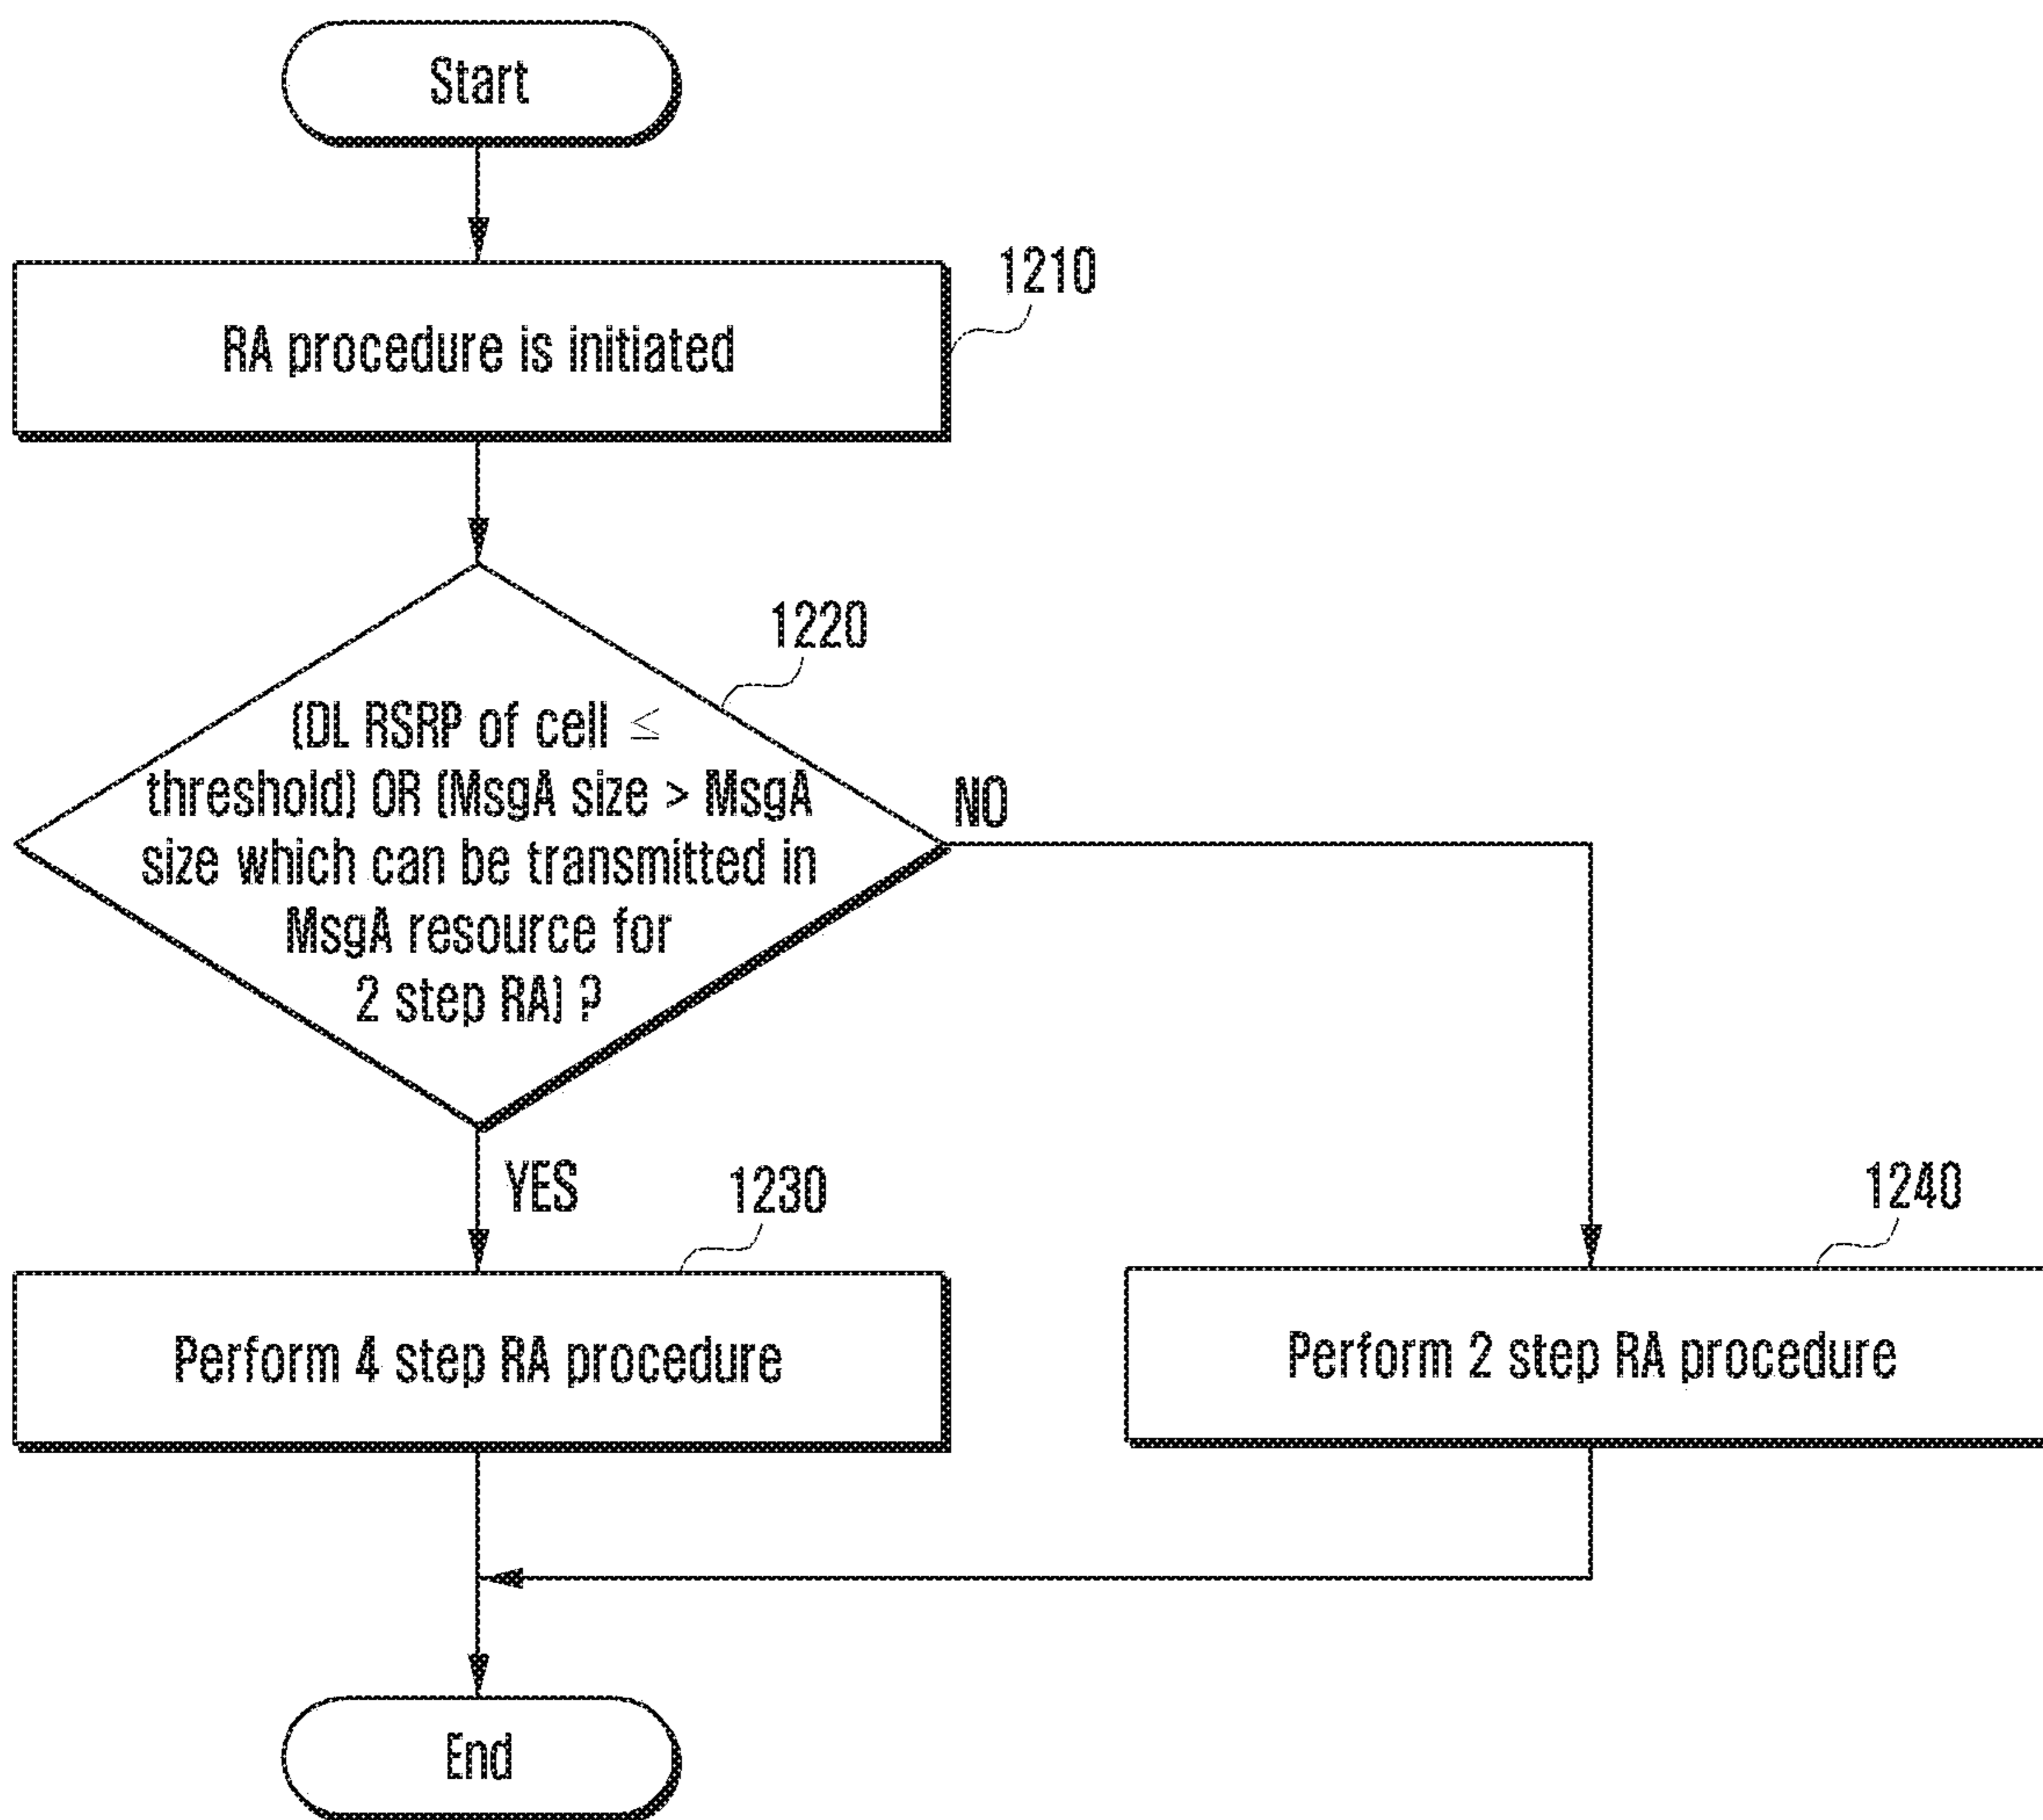 Start
RA procedure is initiated
1210
1220
(DL RSRP of cell ≤
threshold) OR (MsgA size > MsgA
size which can be transmitted in
MsgA resource for
2 step RA) ?
NO
YES
1230
1240
Perform 4 step RA procedure
Perform 2 step RA procedure
End